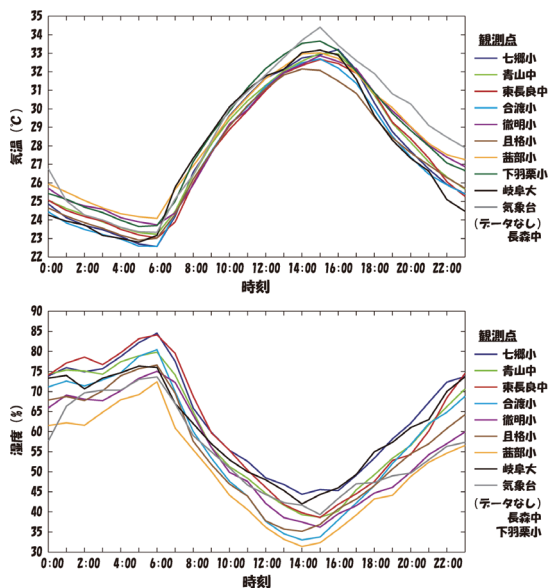 35
34
33
32
31
30
29
28
27
26
25
24
23
22
気温(℃)
0:00 2:00 4:00 6:00 8:00 10:00 12:00 14:00 16:00 18:00 20:00 22:00
時刻
観測点
七郷小
青山中
東長良中
合渡小
徹明小
且格小
茜部小
下羽栗小
岐阜大
気象台
(データなし)
長森中
90
85
80
75
70
65
60
55
50
45
40
35
30
湿度(%)
0:00 2:00 4:00 6:00 8:00 10:00 12:00 14:00 16:00 18:00 20:00 22:00
時刻
観測点
七郷小
青山中
東長良中
合渡小
徹明小
且格小
茜部小
岐阜大
気象台
(データなし)
長森中
下羽栗小